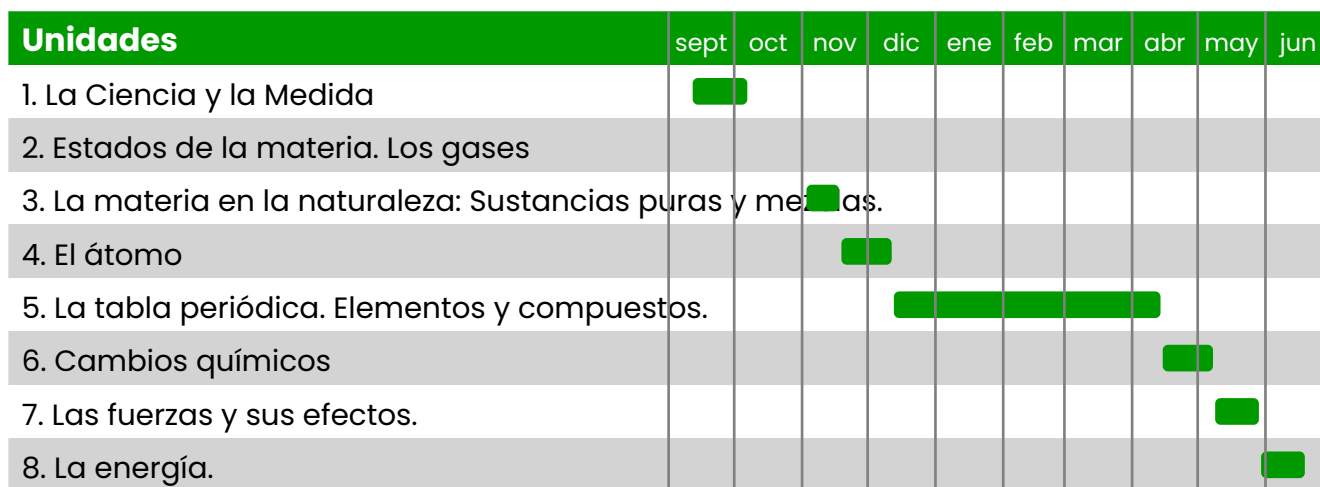 Unidades sept oct nov dic ene feb mar abr may jun
1. La Ciencia y la Medida
2. Estados de la materia. Los gases
3. La materia en la naturaleza: Sustancias puras y mezclas.
4. El átomo
5. La tabla periódica. Elementos y compuestos.
6. Cambios químicos
7. Las fuerzas y sus efectos.
8. La energía.